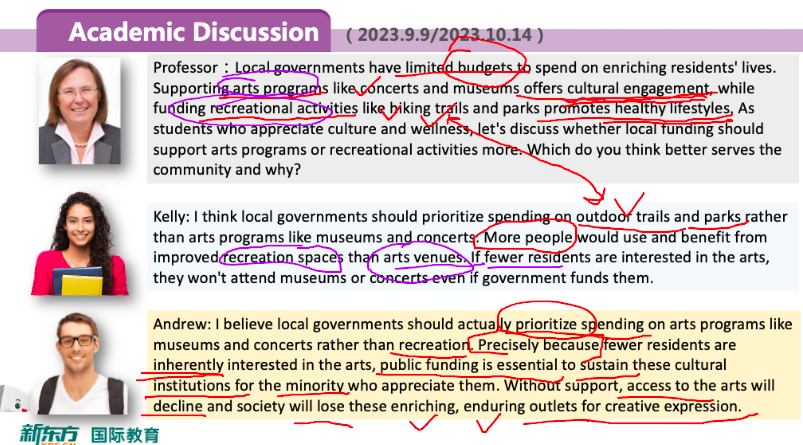 Academic Discussion ( 2023.9.9/2023.10.14 )
Professor：Local governments have limited budgets to spend on enriching residents' lives.
Supporting arts programs like concerts and museums offers cultural engagement, while
funding recreational activities like biking trails and parks promotes healthy lifestyles. As
students who appreciate culture and wellness, let's discuss whether local funding should
support arts programs or recreational activities more. Which do you think better serves the
community and why?
Kelly: I think local governments should prioritize spending on outdoor trails and parks rather
than arts programs like museums and concerts. More people would use and benefit from
improved recreation spaces than arts venues. If fewer residents are interested in the arts,
they won't attend museums or concerts even if government funds them.
Andrew: I believe local governments should actually prioritize spending on arts programs like
museums and concerts rather than recreation. Precisely because fewer residents are
inherently interested in the arts, public funding is essential to sustain these cultural
institutions for the minority who appreciate them. Without support, access to the arts will
decline and society will lose these enriching, enduring outlets for creative expression.
新东方 国际教育
XDF.CN